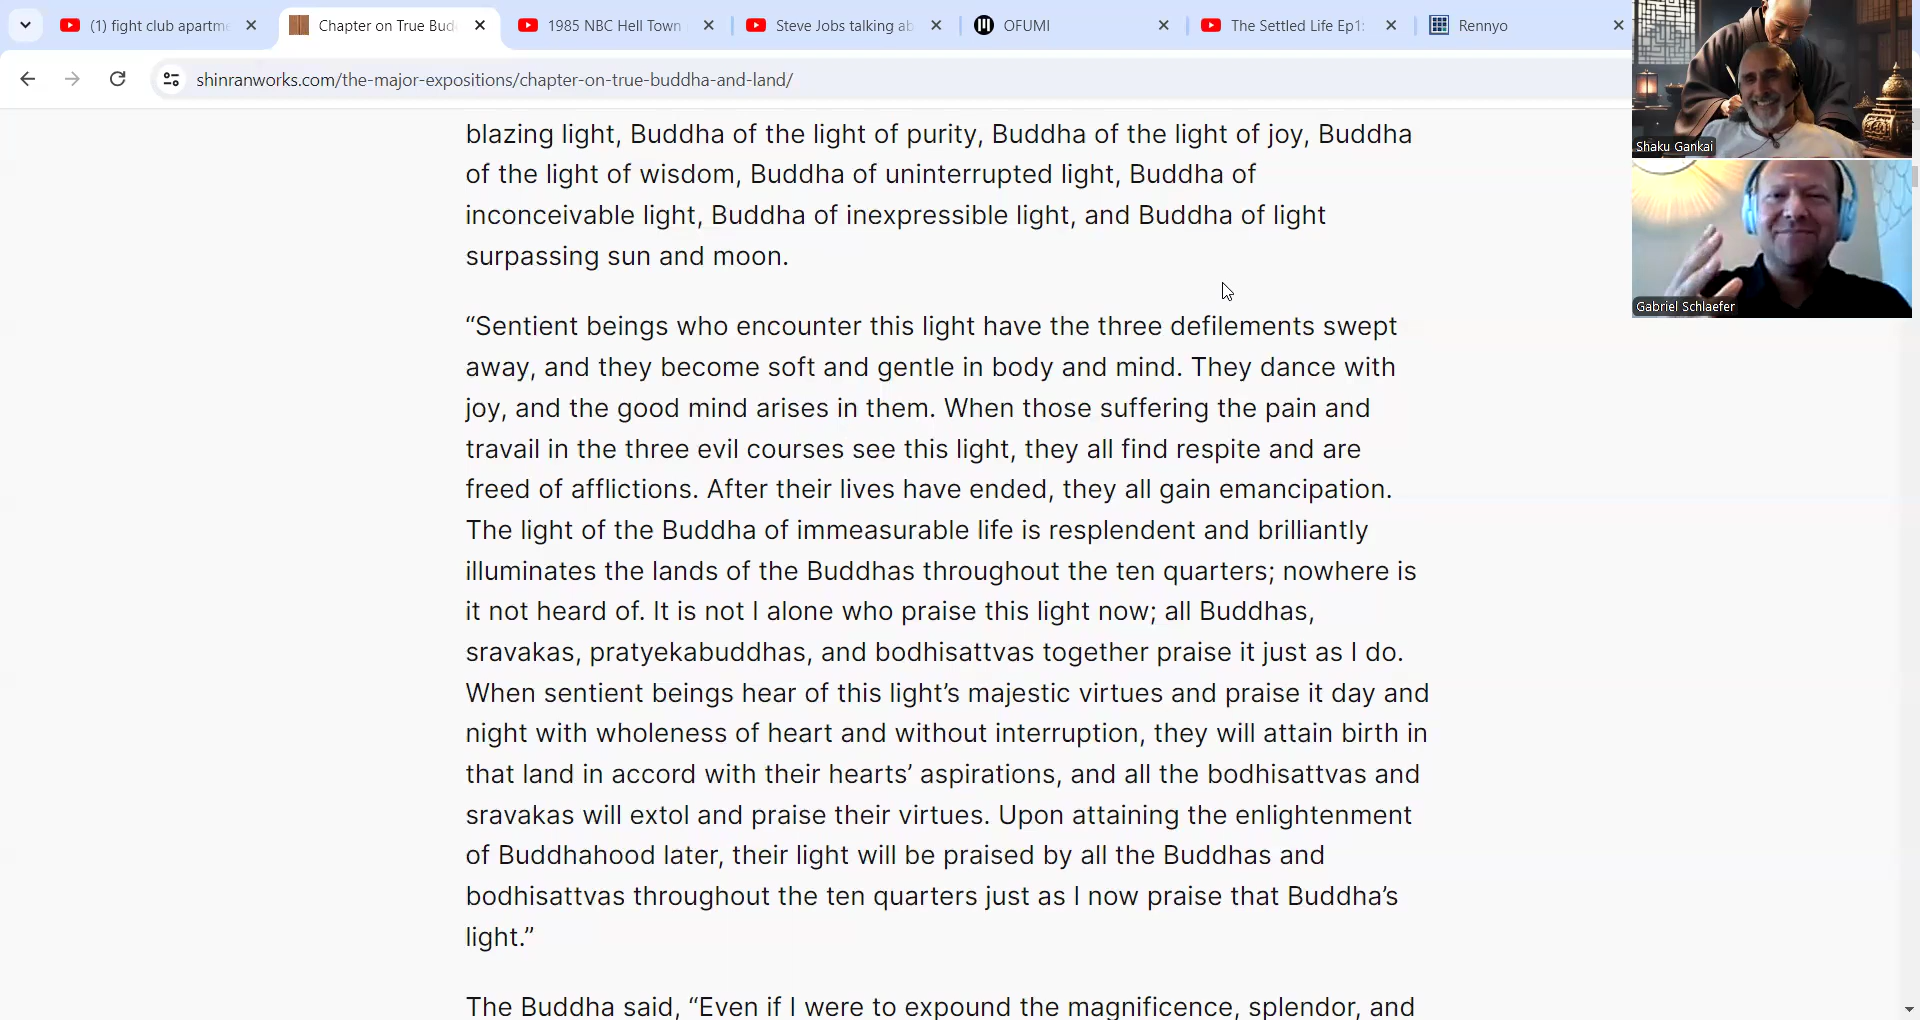 (1) fight club apartme
Chapter on True Bud
1985 NBC Hell Town
Steve Jobs talking ab
OFUMI
The Settled Life Ep1:
Rennyo
shinranworks.com/the-major-expositions/chapter-on-true-buddha-and-land/
Shaku Gankai
Gabriel Schlaefer
blazing light, Buddha of the light of purity, Buddha of the light of joy, Buddha
of the light of wisdom, Buddha of uninterrupted light, Buddha of
inconceivable light, Buddha of inexpressible light, and Buddha of light
surpassing sun and moon.
“Sentient beings who encounter this light have the three defilements swept
away, and they become soft and gentle in body and mind. They dance with
joy, and the good mind arises in them. When those suffering the pain and
travail in the three evil courses see this light, they all find respite and are
freed of afflictions. After their lives have ended, they all gain emancipation.
The light of the Buddha of immeasurable life is resplendent and brilliantly
illuminates the lands of the Buddhas throughout the ten quarters; nowhere is
it not heard of. It is not I alone who praise this light now; all Buddhas,
sravakas, pratyekabuddhas, and bodhisattvas together praise it just as I do.
When sentient beings hear of this light’s majestic virtues and praise it day and
night with wholeness of heart and without interruption, they will attain birth in
that land in accord with their hearts’ aspirations, and all the bodhisattvas and
sravakas will extol and praise their virtues. Upon attaining the enlightenment
of Buddhahood later, their light will be praised by all the Buddhas and
bodhisattvas throughout the ten quarters just as I now praise that Buddha’s
light.”
The Buddha said, “Even if I were to expound the magnificence, splendor, and